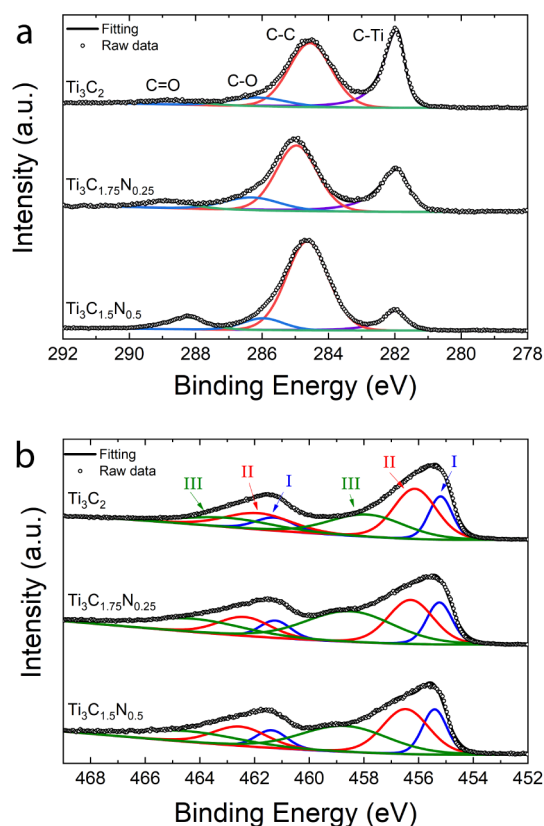 a
Fitting
Raw data
C-C
C-Ti
C=O
C-O
Ti₃C₂
Ti₃C₁.₇₅N₀.₂₅
Ti₃C₁.₅N₀.₅
Intensity (a.u.)
292 290 288 286 284 282 280 278
Binding Energy (eV)
b
Fitting
Raw data
III
II
I
III
II
I
Ti₃C₂
Ti₃C₁.₇₅N₀.₂₅
Ti₃C₁.₅N₀.₅
Intensity (a.u.)
468 466 464 462 460 458 456 454 452
Binding Energy (eV)